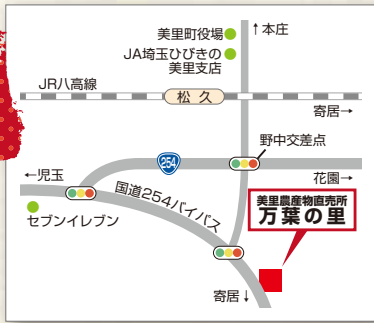 美里町役場
↑本庄
JA埼玉ひびきの
美里支店
JR八高線
松久
寄居→
野中交差点
254
←児玉
花園→
国道254バイパス
セブンイレブン
美里農産物直売所
万葉の里
寄居↓